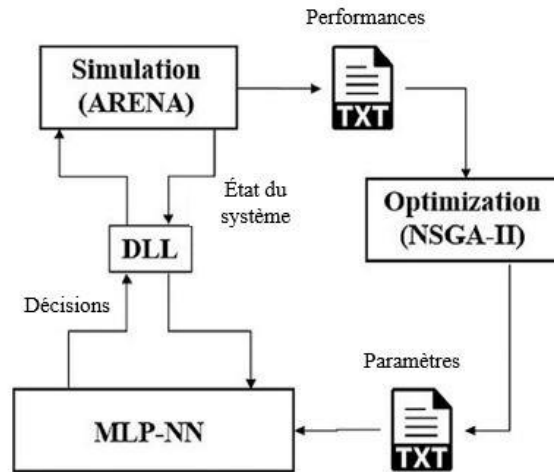 Performances
Simulation
(ARENA)
TXT
État du
système
Optimization
(NSGA-II)
DLL
Décisions
Paramètres
MLP-NN
TXT